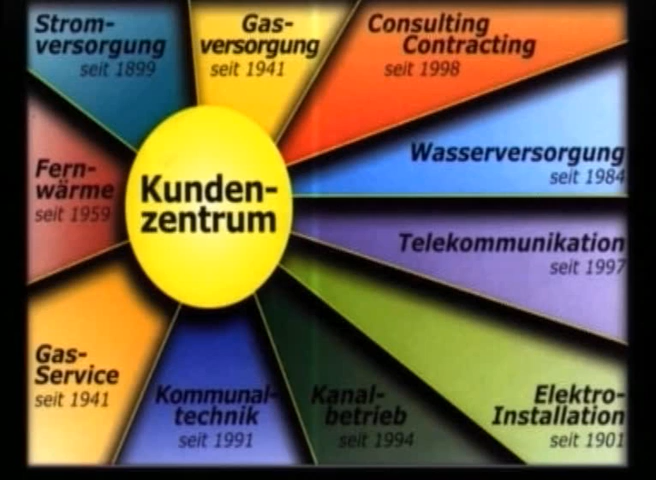 Strom-
versorgung
seit 1899
Gas-
versorgung
seit 1941
Consulting
Contracting
seit 1998
Wasserversorgung
seit 1984
Telekommunikation
seit 1997
Elektro-
Installation
seit 1901
Kanal-
betrieb
seit 1994
Kommunal-
technik
seit 1991
Gas-
Service
seit 1941
Fern-
wärme
seit 1959
Kunden-
zentrum